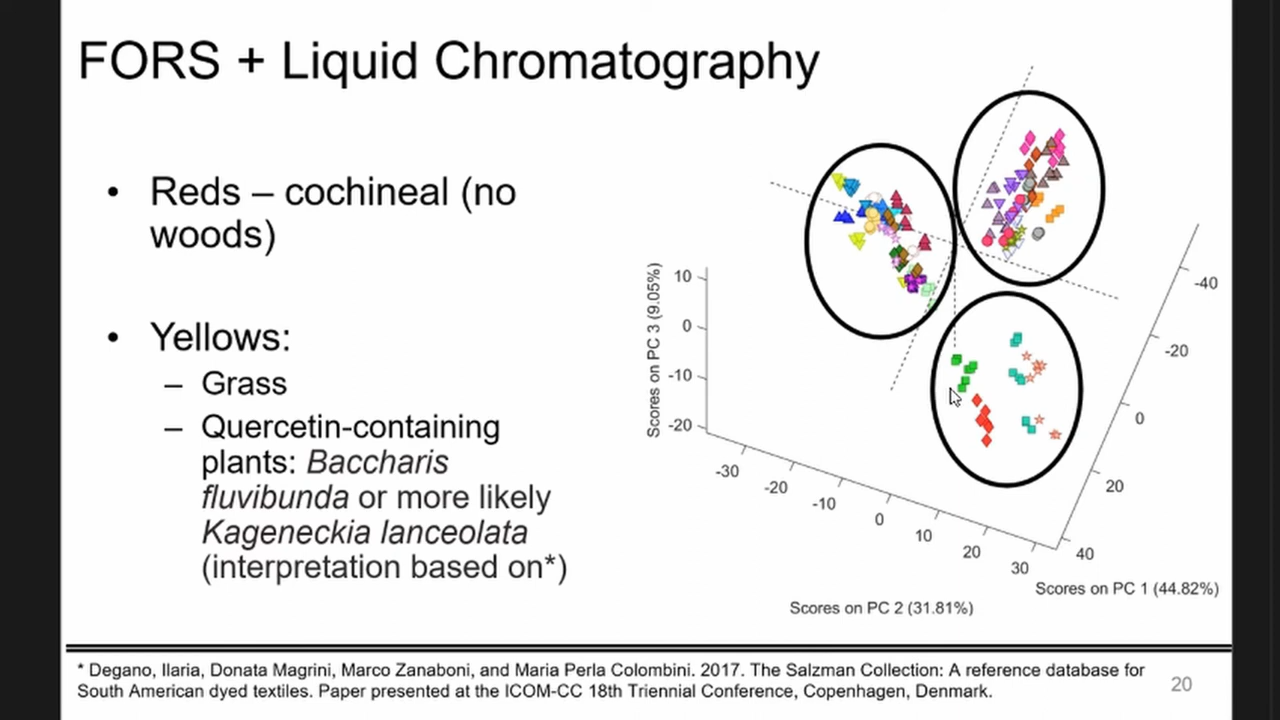 FORS + Liquid Chromatography
• Reds – cochineal (no
woods)
• Yellows:
– Grass
– Quercetin-containing
plants: Baccharis
fluvibunda or more likely
Kageneckia lanceolata
(interpretation based on*)
Scores on PC 3 (9.05%)
10
0
-10
-20
-30
-20
-10
0
10
20
30
Scores on PC 2 (31.81%)
-40
-20
0
20
40
Scores on PC 1 (44.82%)
* Degano, Ilaria, Donata Magrini, Marco Zanaboni, and Maria Perla Colombini. 2017. The Salzman Collection: A reference database for
South American dyed textiles. Paper presented at the ICOM-CC 18th Triennial Conference, Copenhagen, Denmark.
20